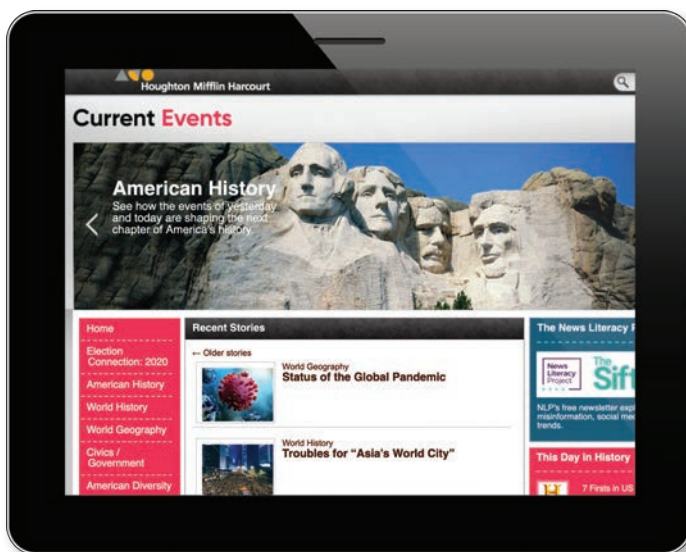 Houghton Mifflin Harcourt
Current Events
American History
See how the events of yesterday
and today are shaping the next
chapter of America's history
Home
Election
Connection: 2020
American History
World History
World Geography
Civics /
Government
American Diversity
Recent Stories
← Older stories
World Geography
Status of the Global Pandemic
World History
Troubles for “Asia's World City”
The News Literacy
News
Literacy
Project
The
Sift
NLP's free newsletter
misinformation, social
trends.
This Day in History
H
7 Firsts in US